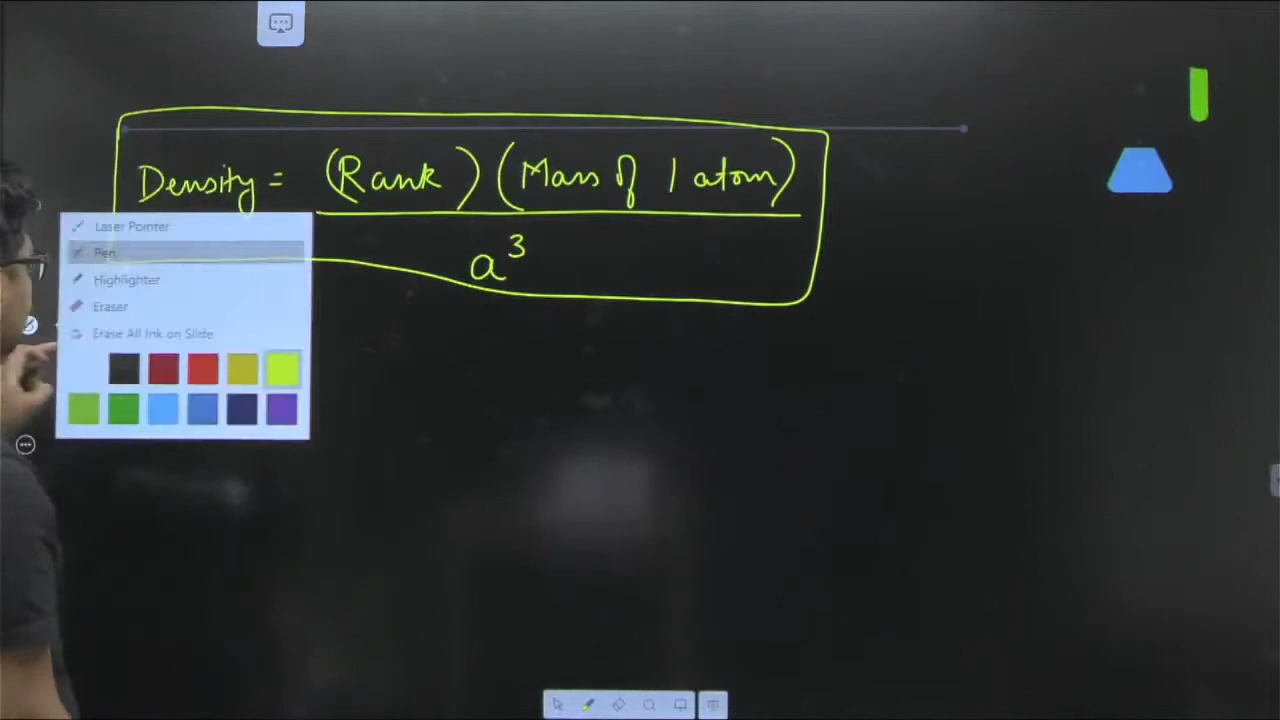 Density = (Rank) (Mass of 1 atom)
a³
Laser Pointer
Pen
Highlighter
Eraser
Erase All Ink on Slide